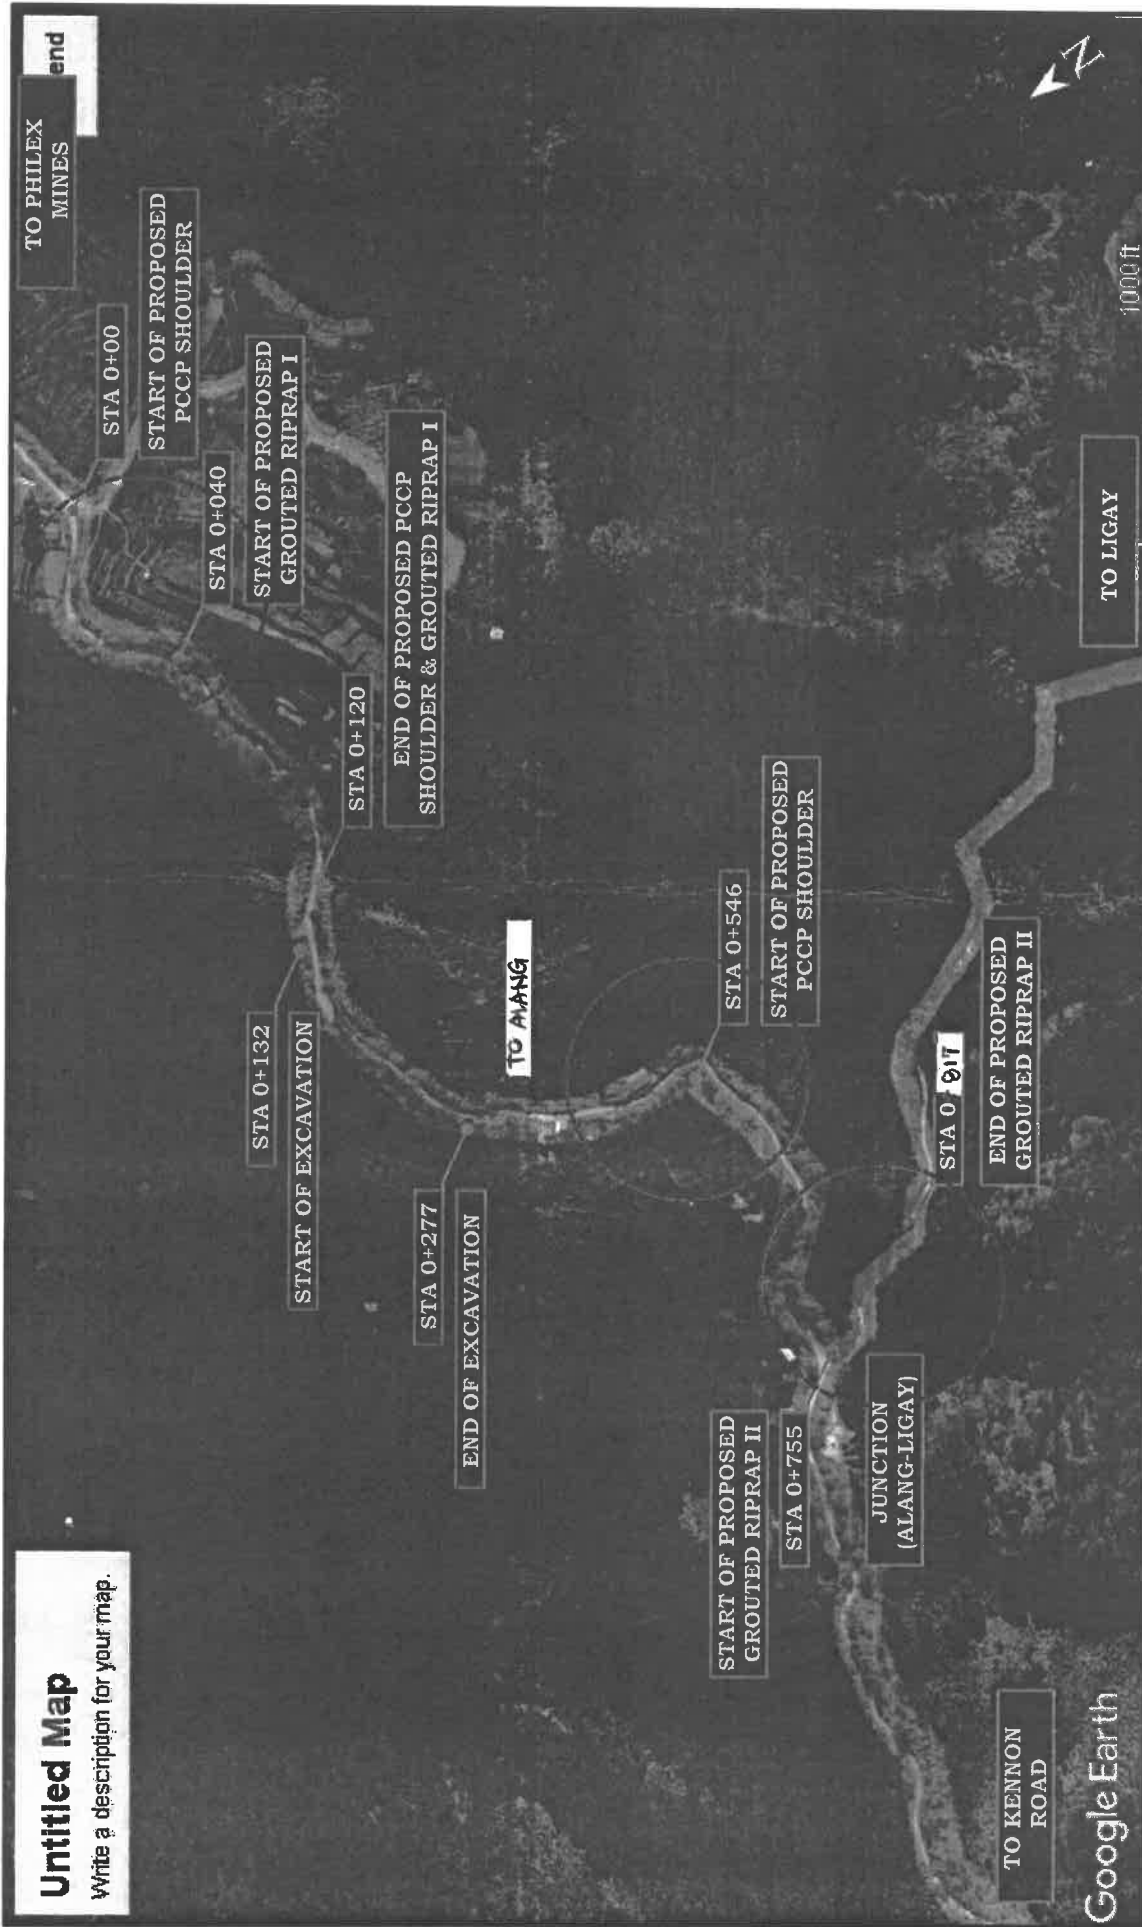 Untitled Map
Write a description for your map.
end
TO PHILEX
MINES
STA 0+00
START OF PROPOSED
PCCP SHOULDER
STA 0+040
START OF PROPOSED
GROUTED RIPRAP I
STA 0+120
END OF PROPOSED PCCP
SHOULDER & GROUTED RIPRAP I
STA 0+132
START OF EXCAVATION
STA 0+277
END OF EXCAVATION
TO ALANG
STA 0+546
START OF PROPOSED
PCCP SHOULDER
START OF PROPOSED
GROUTED RIPRAP II
STA 0+755
JUNCTION
(ALANG-LIGAY)
STA 0 817
END OF PROPOSED
GROUTED RIPRAP II
TO LIGAY
TO KENNON
ROAD
Google Earth
1000 ft
N